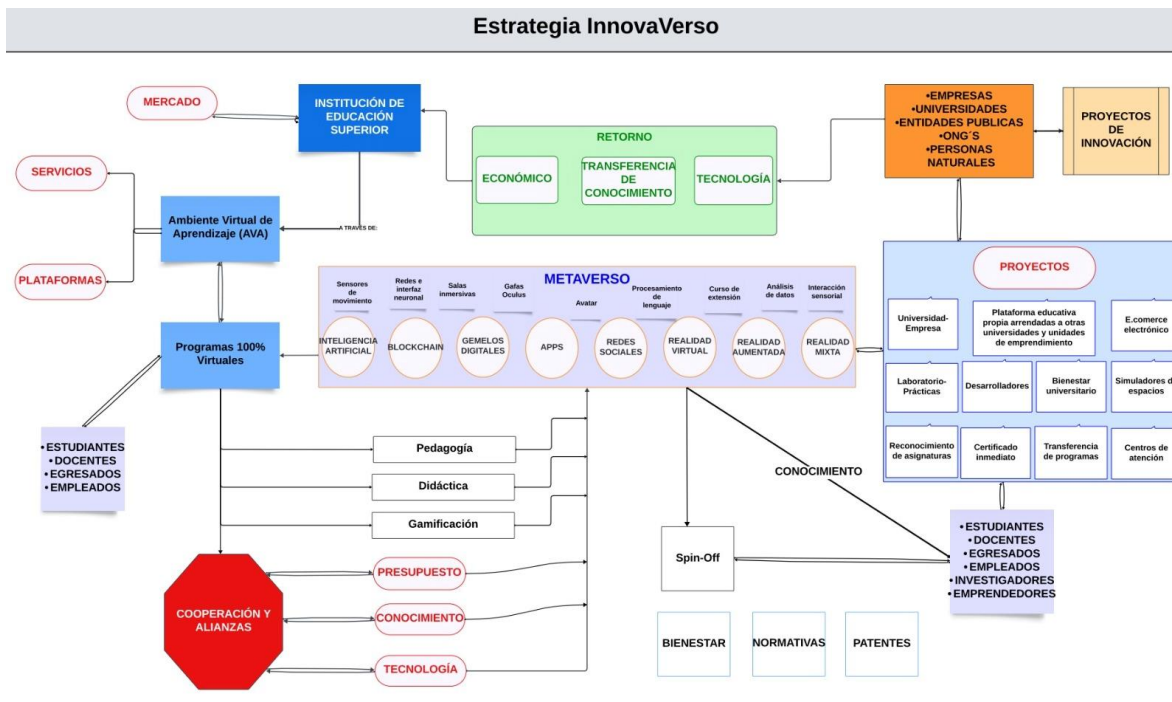 Estrategia InnovaVerso
MERCADO
INSTITUCIÓN DE
EDUCACIÓN
SUPERIOR
SERVICIOS
PLATAFORMAS
Ambiente Virtual de
Aprendizaje (AVA)
A TRAVÉS DE:
RETORNO
ECONÓMICO
TRANSFERENCIA
DE
CONOCIMIENTO
TECNOLOGÍA
•EMPRESAS
•UNIVERSIDADES
•ENTIDADES PUBLICAS
•ONG´S
•PERSONAS
NATURALES
PROYECTOS
DE
INNOVACIÓN
Programas 100%
Virtuales
• ESTUDIANTES
• DOCENTES
• EGRESADOS
• EMPLEADOS
METAVERSO
Sensores
de
movimiento
Redes e
interfaz
neuronal
Salas
inmersivas
Gafas
Oculus
Avatar
Procesamiento
de
lenguaje
Curso de
extensión
Análisis
de datos
Interacción
sensorial
INTELIGENCIA
ARTIFICIAL
BLOCKCHAIN
GEMELOS
DIGITALES
APPS
REDES
SOCIALES
REALIDAD
VIRTUAL
REALIDAD
AUMENTADA
REALIDAD
MIXTA
PROYECTOS
Universidad-
Empresa
Plataforma educativa
propia arrendadas a otras
universidades y unidades
de emprendimiento
E.comerce
electrónico
Laboratorio-
Prácticas
Desarrolladores
Bienestar
universitario
Simuladores de
espacios
Reconocimiento
de asignaturas
Certificado
inmediato
Transferencia
de programas
Centros de
atención
Pedagogía
Didáctica
Gamificación
COOPERACIÓN Y
ALIANZAS
PRESUPUESTO
CONOCIMIENTO
TECNOLOGÍA
CONOCIMIENTO
Spin-Off
• ESTUDIANTES
• DOCENTES
• EGRESADOS
• EMPLEADOS
• INVESTIGADORES
• EMPRENDEDORES
BIENESTAR
NORMATIVAS
PATENTES